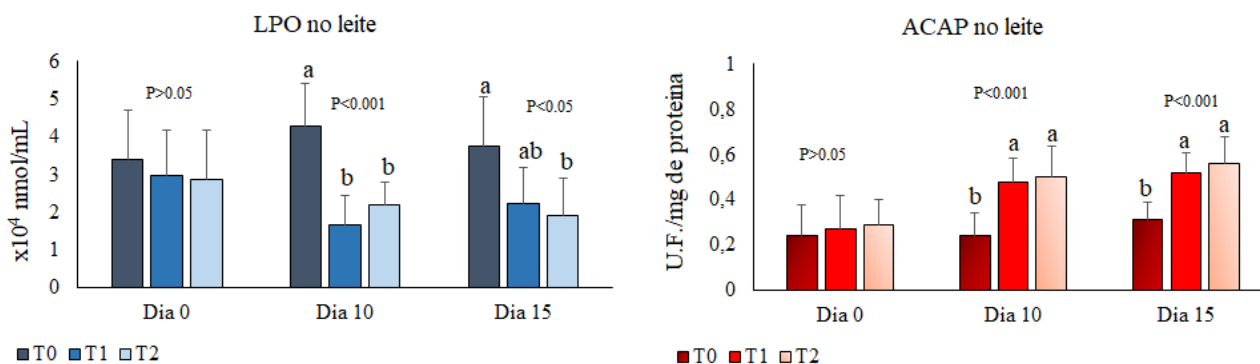 LPO no leite
6
5
4
3
2
1
0
x10⁴ nmol/mL
P>0.05
a
P<0.001
b
b
a
P<0.05
ab
b
Dia 0
Dia 10
Dia 15
T0 T1 T2
ACAP no leite
1
0,8
0,6
0,4
0,2
0
U.F./mg de proteina
P>0.05
P<0.001
b
a
a
P<0.001
b
a
a
Dia 0
Dia 10
Dia 15
T0 T1 T2